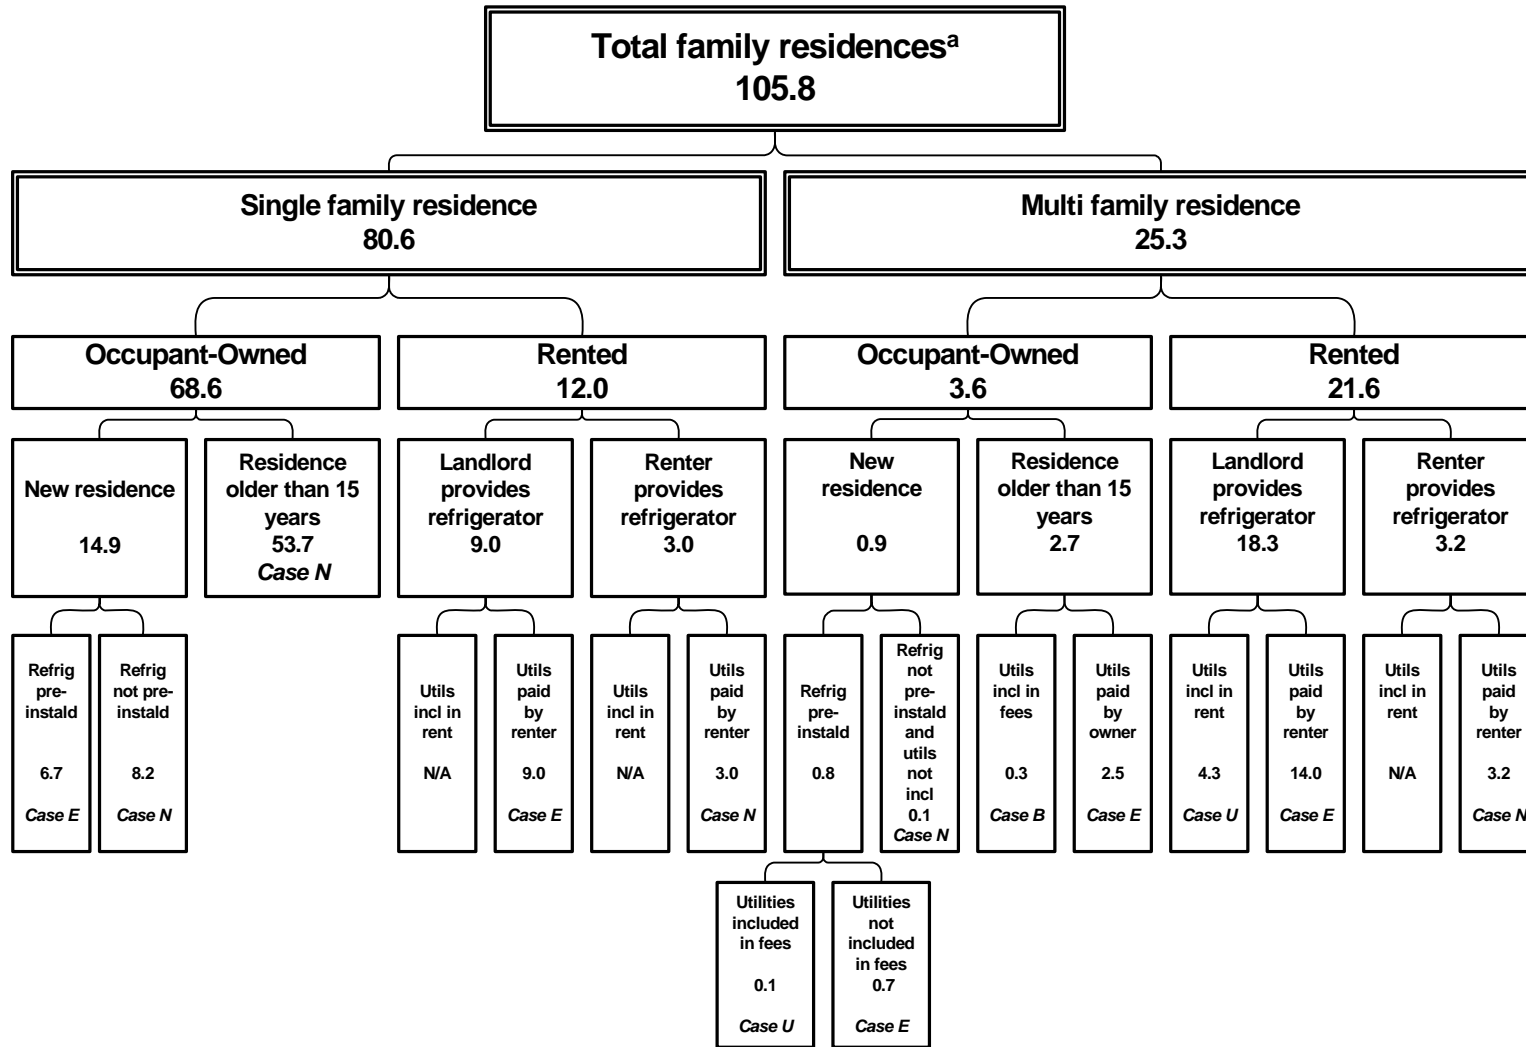 Total family residencesª
105.8
Single family residence
80.6
Multi family residence
25.3
Occupant-Owned
68.6
Rented
12.0
Occupant-Owned
3.6
Rented
21.6
New residence
14.9
Residence
older than 15
years
53.7
Case N
Landlord
provides
refrigerator
9.0
Renter
provides
refrigerator
3.0
New
residence
0.9
Residence
older than 15
years
2.7
Landlord
provides
refrigerator
18.3
Renter
provides
refrigerator
3.2
Refrig
pre-
instald
6.7
Case E
Refrig
not pre-
instald
8.2
Case N
Utils
incl in
rent
N/A
Utils
paid
by
renter
9.0
Case E
Utils
incl in
rent
N/A
Utils
paid
by
renter
3.0
Case N
Refrig
pre-
instald
0.8
Refrig
not
pre-
instald
and
utils
not
incl
0.1
Case N
Utils
incl in
fees
0.3
Case B
Utils
paid
by
owner
2.5
Case E
Utils
incl in
rent
4.3
Case U
Utils
paid
by
renter
14.0
Case E
Utils
incl in
rent
N/A
Utils
paid
by
renter
3.2
Case N
Utilities
included
in fees
0.1
Case U
Utilities
not
included
in fees
0.7
Case E